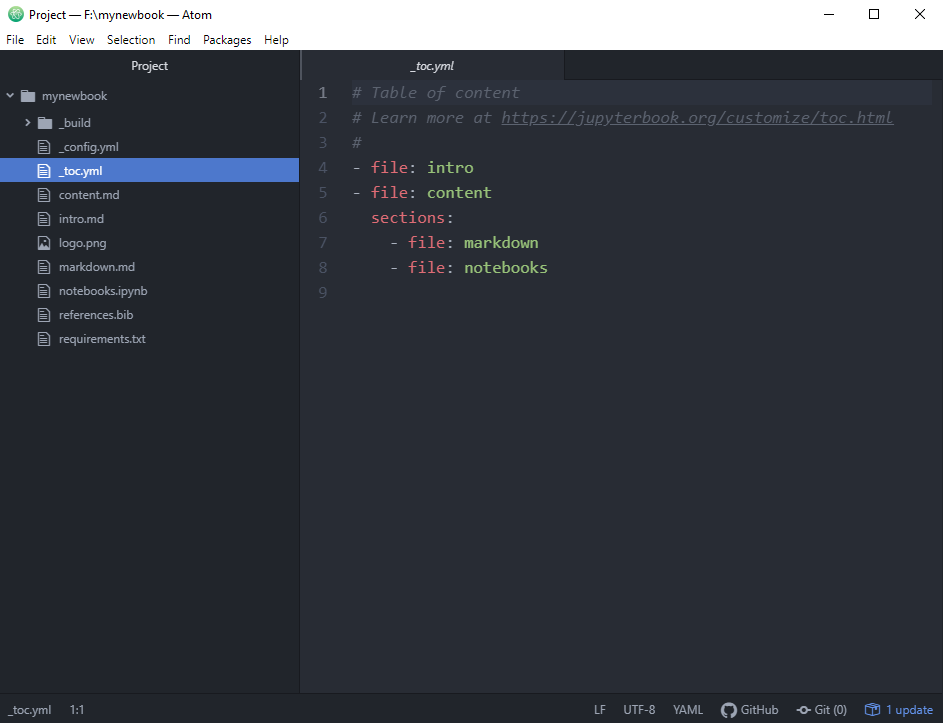 Project — F:\mynewbook — Atom
File Edit View Selection Find Packages Help
Project
mynewbook
_build
_config.yml
_toc.yml
content.md
intro.md
logo.png
markdown.md
notebooks.ipynb
references.bib
requirements.txt
_toc.yml
1 # Table of content
2 # Learn more at https://jupyterbook.org/customize/toc.html
3 #
4 - file: intro
5 - file: content
6   sections:
7     - file: markdown
8     - file: notebooks
9
_toc.yml 1:1 LF UTF-8 YAML GitHub Git (0) 1 update